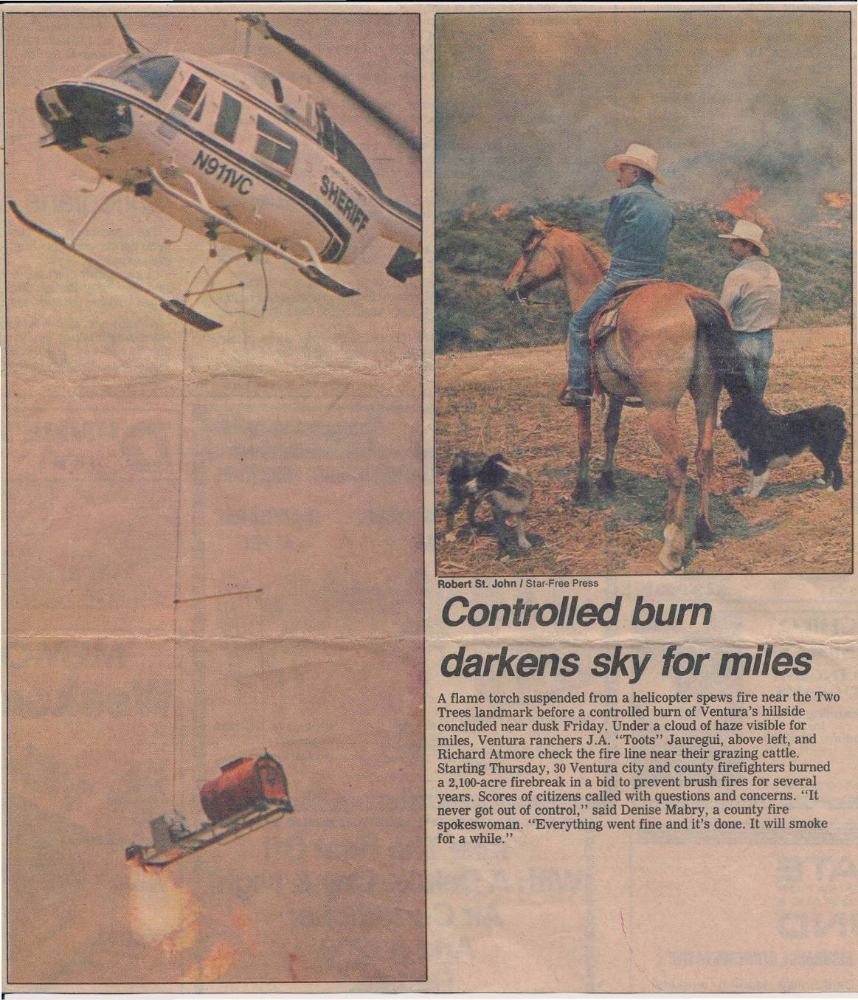 N911VC
SHERIFF
Robert St. John / Star-Free Press
Controlled burn
darkens sky for miles
A flame torch suspended from a helicopter spews fire near the Two
Trees landmark before a controlled burn of Ventura's hillside
concluded near dusk Friday. Under a cloud of haze visible for
miles, Ventura ranchers J.A. "Toots" Jauregui, above left, and
Richard Atmore check the fire line near their grazing cattle.
Starting Thursday, 30 Ventura city and county firefighters burned
a 2,100-acre firebreak in a bid to prevent brush fires for several
years. Scores of citizens called with questions and concerns. "It
never got out of control," said Denise Mabry, a county fire
spokeswoman. "Everything went fine and it's done. It will smoke
for a while."